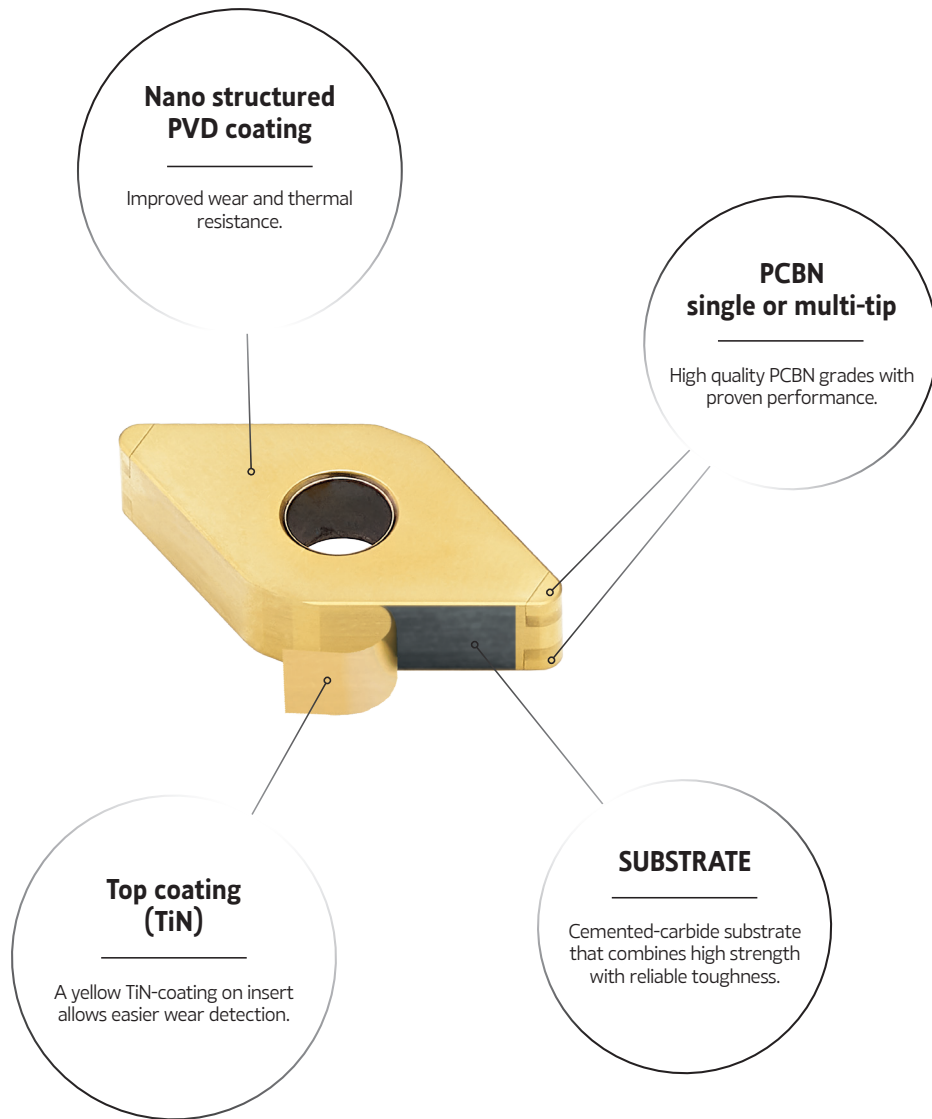 Nano structured
PVD coating
Improved wear and thermal
resistance.
PCBN
single or multi-tip
High quality PCBN grades with
proven performance.
Top coating
(TiN)
A yellow TiN-coating on insert
allows easier wear detection.
SUBSTRATE
Cemented-carbide substrate
that combines high strength
with reliable toughness.